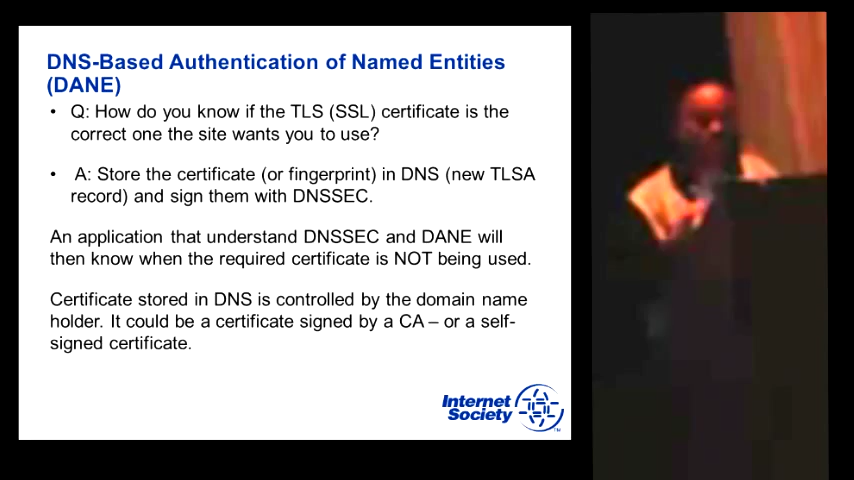 DNS-Based Authentication of Named Entities
(DANE)
• Q: How do you know if the TLS (SSL) certificate is the
correct one the site wants you to use?
• A: Store the certificate (or fingerprint) in DNS (new TLSA
record) and sign them with DNSSEC.
An application that understand DNSSEC and DANE will
then know when the required certificate is NOT being used.
Certificate stored in DNS is controlled by the domain name
holder. It could be a certificate signed by a CA – or a self-
signed certificate.
Internet
Society
TM